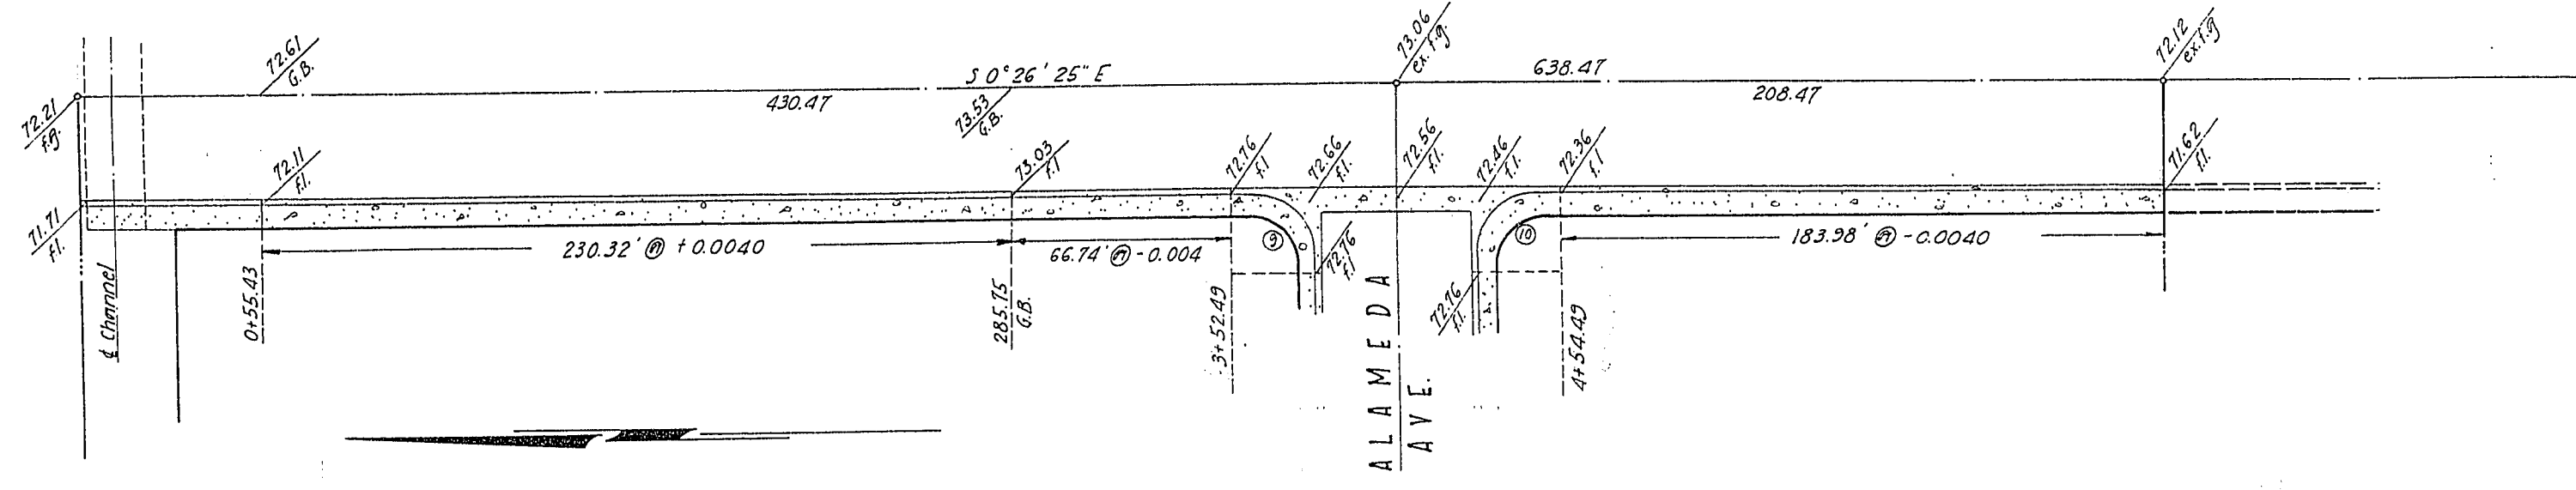 72.21
f.g.
72.61
G.B.
S 0°26'25" E
430.47
73.53
G.B.
73.06
ex. f.g.
638.47
208.47
72.12
ex. f.g
71.71
f.l.
72.11
f.l.
73.03
f.l
72.76
f.l
72.66
f.l.
72.56
f.l.
72.46
f.l.
72.36
f.l
71.62
f.l.
230.32' @ +0.0040
66.74' @ -0.004
9
72.76
f.l
10
72.76
f.l.
183.98' @ -0.0040
℄ Channel
0+55.43
285.75
G.B.
3+52.49
4+54.49
ALAMEDA
AVE.